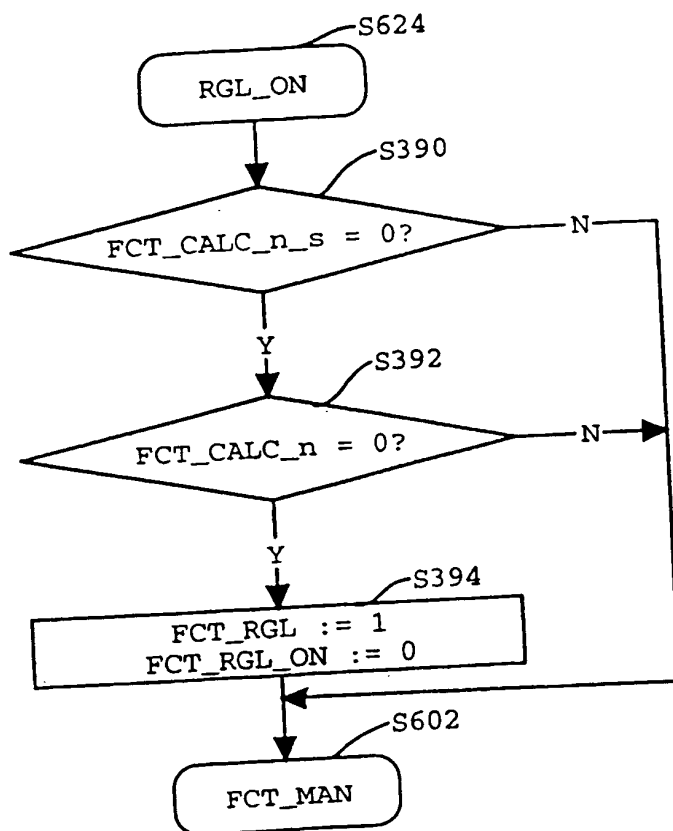 S624
RGL_ON
S390
FCT_CALC_n_s = 0?
N
Y
S392
FCT_CALC_n = 0?
N
Y
S394
FCT_RGL := 1
FCT_RGL_ON := 0
S602
FCT_MAN